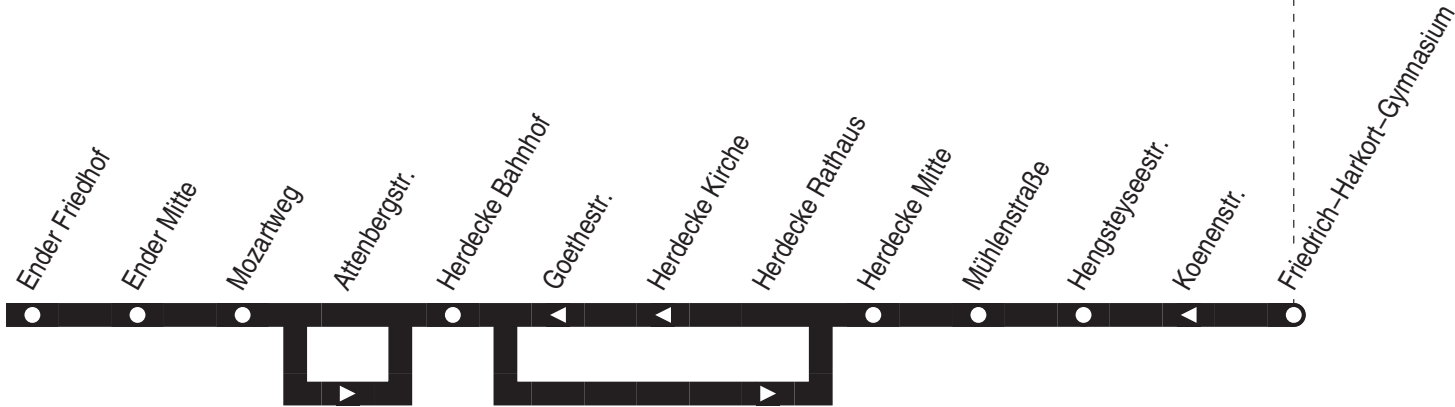 Ender Friedhof
Ender Mitte
Mozartweg
Attenbergstr.
Herdecke Bahnhof
Goethestr.
Herdecke Kirche
Herdecke Rathaus
Herdecke Mitte
Mühlenstraße
Hengsteyseestr.
Koenenstr.
Friedrich–Harkort–Gymnasium